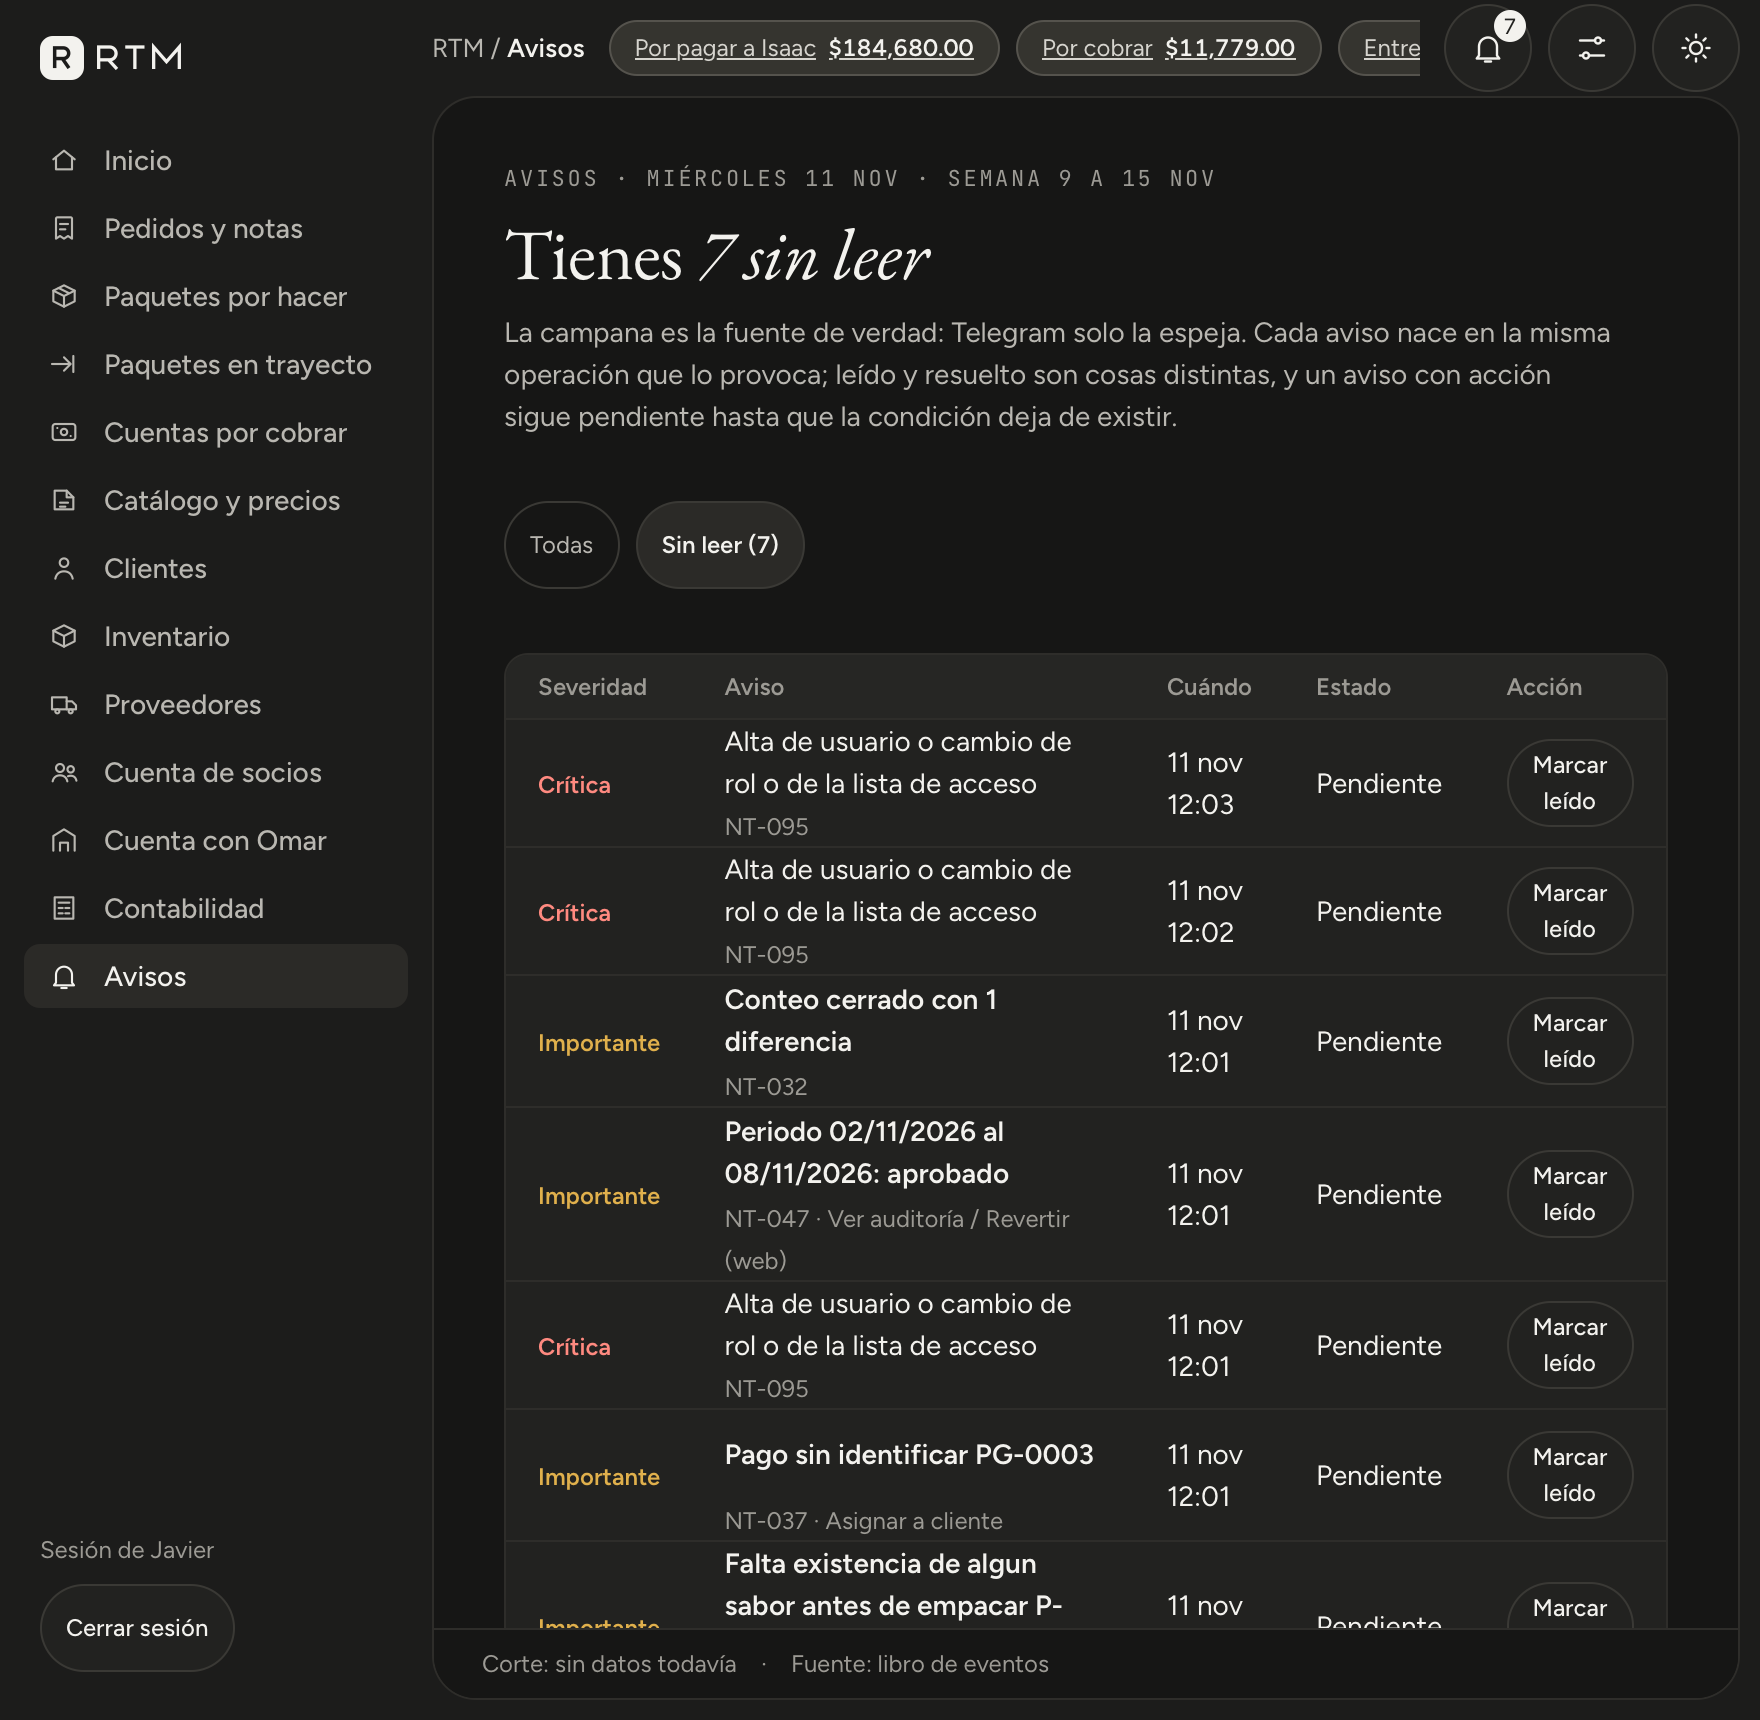 R RTM
RTM / Avisos
Por pagar a Isaac $184,680.00
Por cobrar $11,779.00
Entre
7
Inicio
Pedidos y notas
Paquetes por hacer
Paquetes en trayecto
Cuentas por cobrar
Catálogo y precios
Clientes
Inventario
Proveedores
Cuenta de socios
Cuenta con Omar
Contabilidad
Avisos
Sesión de Javier
Cerrar sesión
AVISOS · MIÉRCOLES 11 NOV · SEMANA 9 A 15 NOV
Tienes 7 sin leer
La campana es la fuente de verdad: Telegram solo la espeja. Cada aviso nace en la misma
operación que lo provoca; leído y resuelto son cosas distintas, y un aviso con acción
sigue pendiente hasta que la condición deja de existir.
Todas
Sin leer (7)
Severidad Aviso Cuándo Estado Acción
Crítica
Alta de usuario o cambio de
rol o de la lista de acceso
NT-095
11 nov
12:03
Pendiente
Marcar
leído
Crítica
Alta de usuario o cambio de
rol o de la lista de acceso
NT-095
11 nov
12:02
Pendiente
Marcar
leído
Importante
Conteo cerrado con 1
diferencia
NT-032
11 nov
12:01
Pendiente
Marcar
leído
Importante
Periodo 02/11/2026 al
08/11/2026: aprobado
NT-047 · Ver auditoría / Revertir
(web)
11 nov
12:01
Pendiente
Marcar
leído
Crítica
Alta de usuario o cambio de
rol o de la lista de acceso
NT-095
11 nov
12:01
Pendiente
Marcar
leído
Importante
Pago sin identificar PG-0003
NT-037 · Asignar a cliente
11 nov
12:01
Pendiente
Marcar
leído
Importante
Falta existencia de algun
sabor antes de empacar P-
11 nov
Pendiente
Marcar
Corte: sin datos todavía · Fuente: libro de eventos